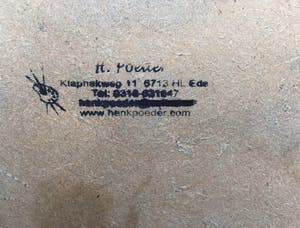 H. Poeder
Klaphekweg 11 6713 HL Ede
Tel: 0318-631947
www.henkpoeder.com